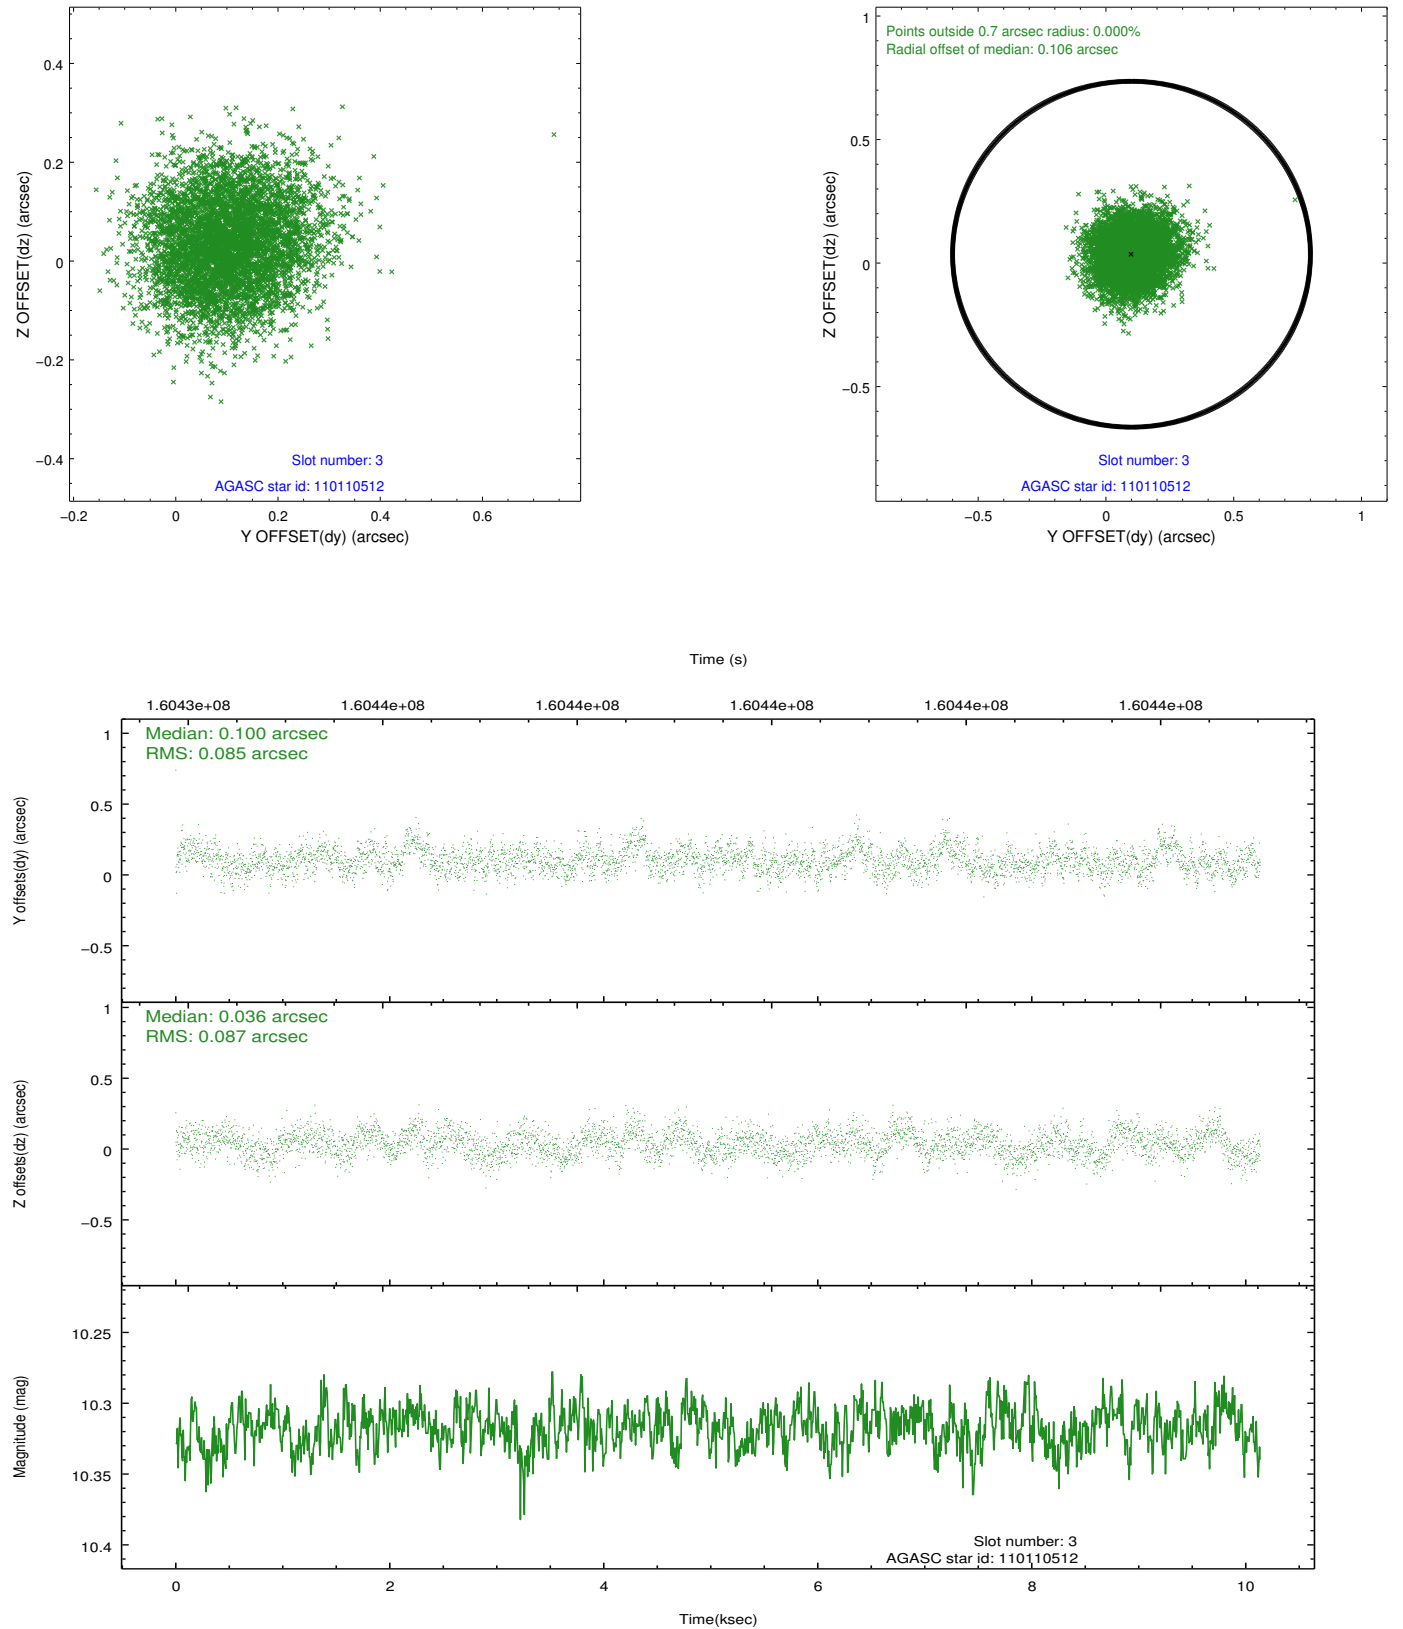 0.4
0.2
0
−0.2
−0.4
Z OFFSET(dz) (arcsec)
Slot number: 3
AGASC star id: 110110512
−0.2 0 0.2 0.4 0.6
Y OFFSET(dy) (arcsec)
Points outside 0.7 arcsec radius: 0.000%
Radial offset of median: 0.106 arcsec
1
0.5
0
−0.5
Z OFFSET(dz) (arcsec)
Slot number: 3
AGASC star id: 110110512
−0.5 0 0.5 1
Y OFFSET(dy) (arcsec)
Time (s)
1.6043e+08 1.6044e+08 1.6044e+08 1.6044e+08 1.6044e+08 1.6044e+08
Median: 0.100 arcsec
RMS: 0.085 arcsec
1
0.5
0
−0.5
Y offsets(dy) (arcsec)
Median: 0.036 arcsec
RMS: 0.087 arcsec
1
0.5
0
−0.5
Z offsets(dz) (arcsec)
10.25
10.3
10.35
10.4
Magnitude (mag)
Slot number: 3
AGASC star id: 110110512
0 2 4 6 8 10
Time(ksec)